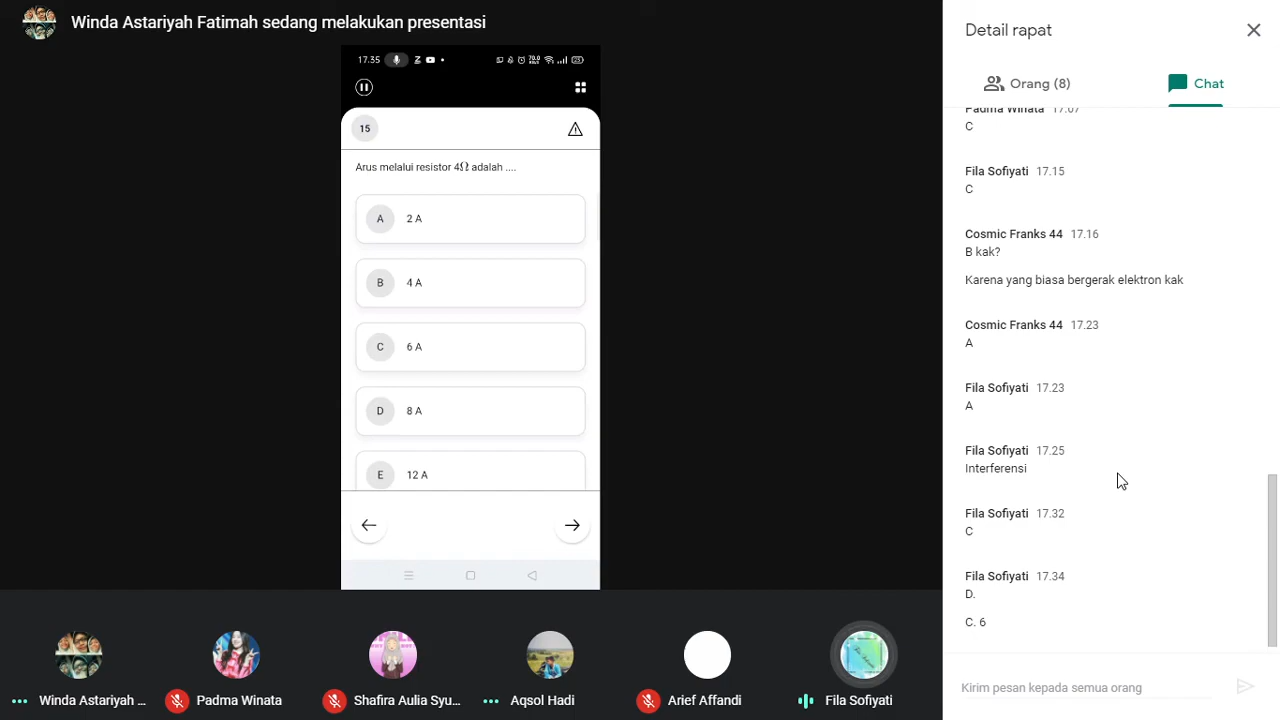 Winda Astariyah Fatimah sedang melakukan presentasi
17.35
Z
15
Arus melalui resistor 4Ω adalah ....
A 2 A
B 4 A
C 6 A
D 8 A
E 12 A
Detail rapat
Orang (8)
Chat
Padma Winata 17.07
C
Fila Sofiyati 17.15
C
Cosmic Franks 44 17.16
B kak?
Karena yang biasa bergerak elektron kak
Cosmic Franks 44 17.23
A
Fila Sofiyati 17.23
A
Fila Sofiyati 17.25
Interferensi
Fila Sofiyati 17.32
C
Fila Sofiyati 17.34
D.
C. 6
Kirim pesan kepada semua orang
Winda Astariyah ...
Padma Winata
Shafira Aulia Syu...
Aqsol Hadi
Arief Affandi
Fila Sofiyati